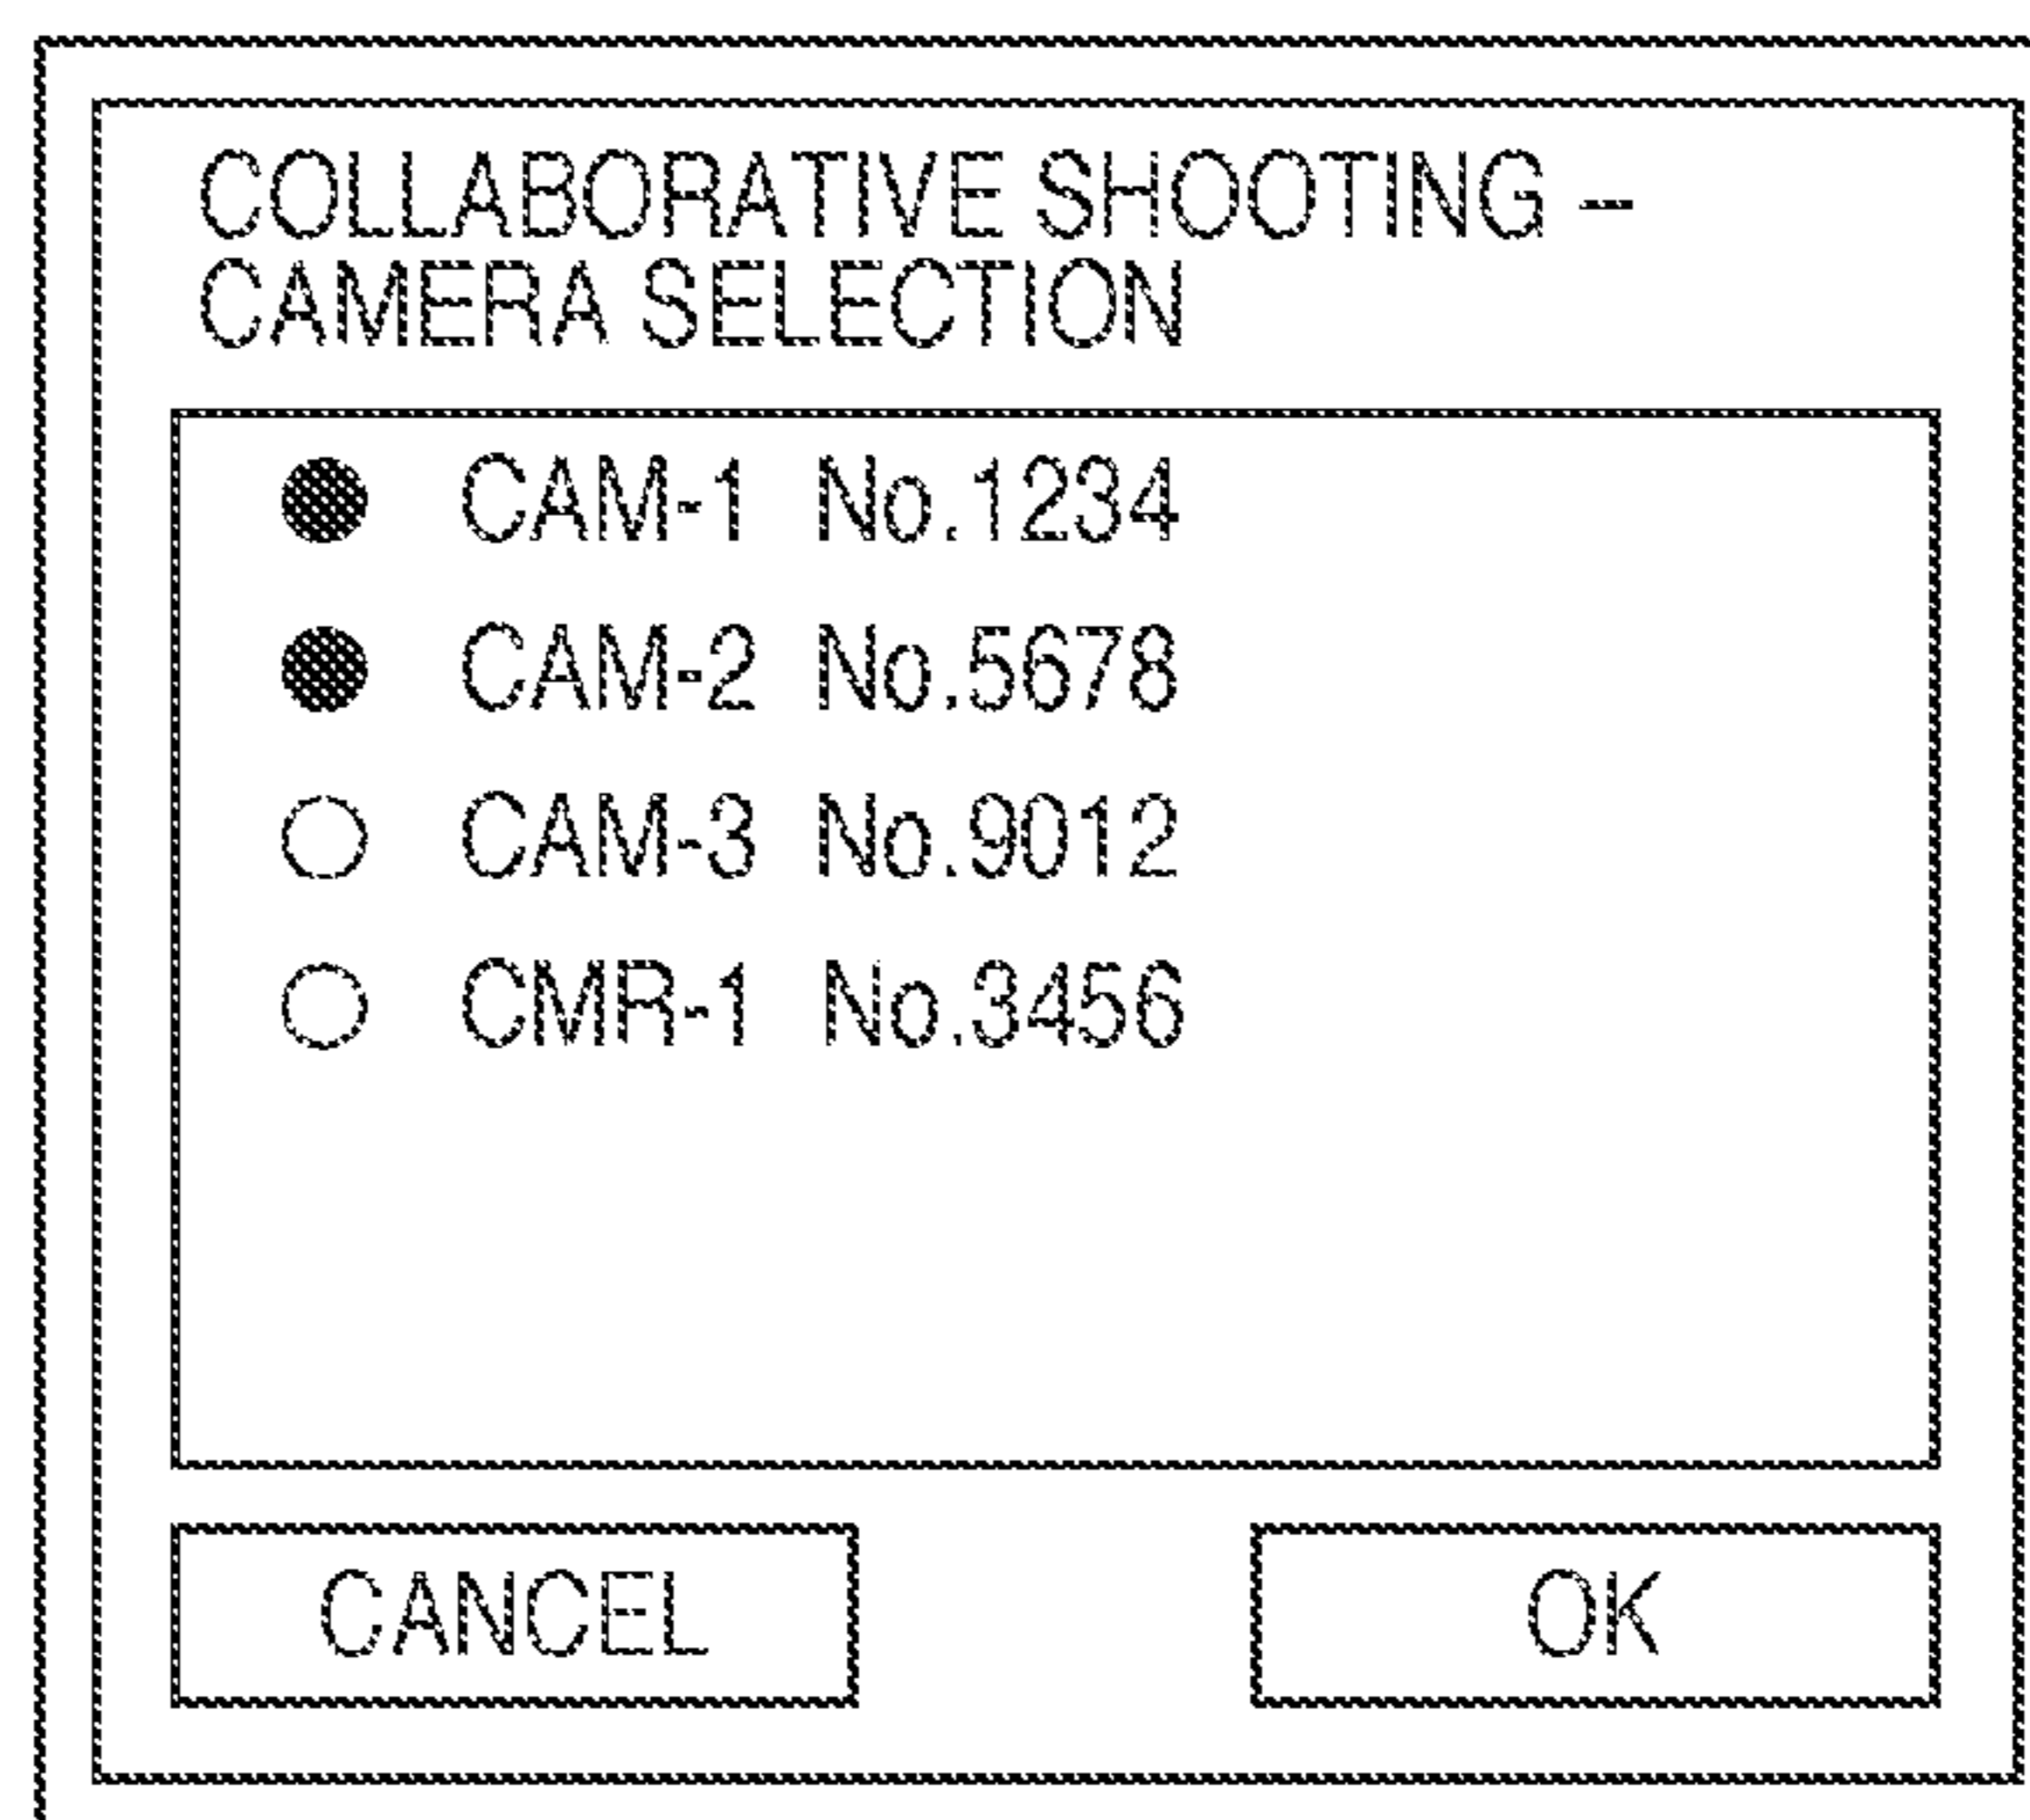 COLLABORATIVE SHOOTING –
CAMERA SELECTION
CAM-1 No.1234
CAM-2 No.5678
CAM-3 No.9012
CMR-1 No.3456
CANCEL
OK